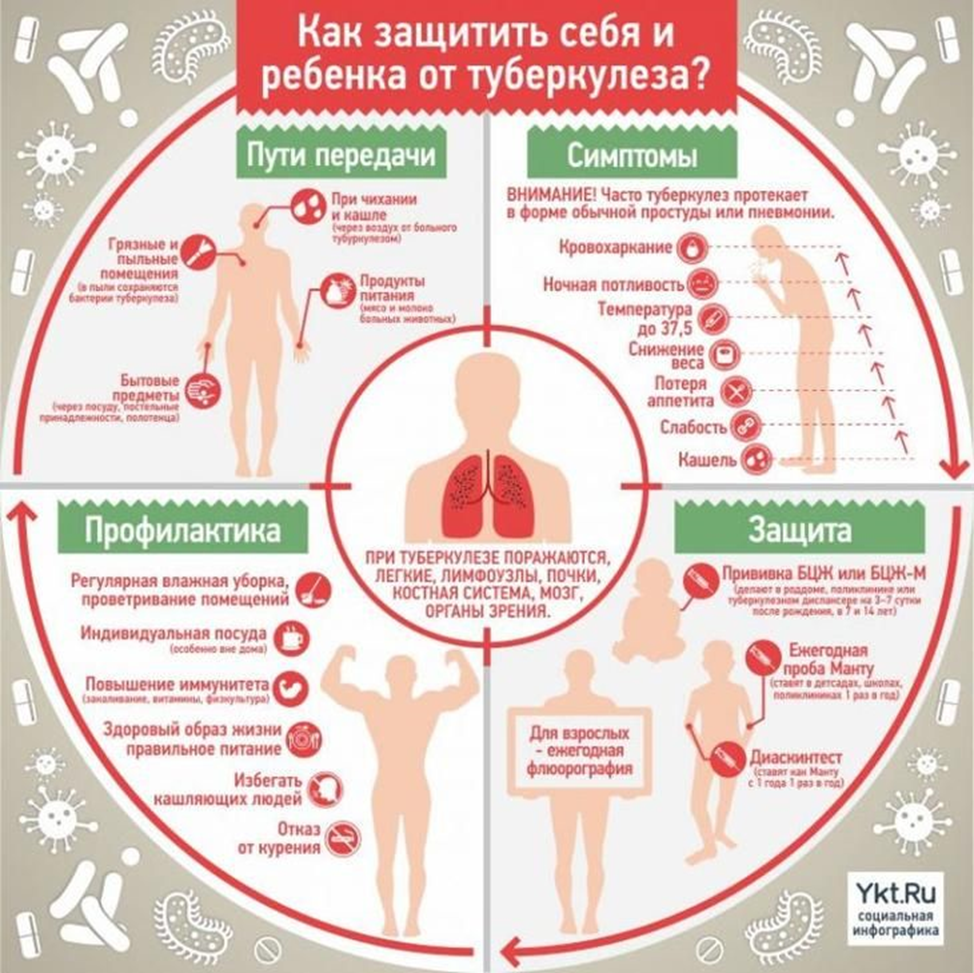 Как защитить себя и
ребенка от туберкулеза?
Пути передачи
При чихании
и кашле
(через воздух от больного
тубуркулезом)
Грязные и
пыльные
помещения
(в пыли сохраняются
бактерии туберкулеза)
Продукты
питания
(мясо и молоко
больных животных)
Бытовые
предметы
(через посуду, постельные
принадлежности, полотенца)
Симптомы
ВНИМАНИЕ! Часто туберкулез протекает
в форме обычной простуды или пневмонии.
Кровохаркание
Ночная потливость
Температура
до 37,5
Снижение
веса
Потеря
аппетита
Слабость
Кашель
ПРИ ТУБЕРКУЛЕЗЕ ПОРАЖАЮТСЯ,
ЛЕГКИЕ, ЛИМФОУЗЛЫ, ПОЧКИ,
КОСТНАЯ СИСТЕМА, МОЗГ,
ОРГАНЫ ЗРЕНИЯ.
Профилактика
Регулярная влажная уборка,
проветривание помещений
Индивидуальная посуда
(особенно вне дома)
Повышение иммунитета
(закаливание, витамины, физкультура)
Здоровый образ жизни
правильное питание
Избегать
кашляющих людей
Отказ
от курения
Защита
Прививка БЦЖ или БЦЖ-М
(делают в роддоме, поликлинике или
туберкулезном диспансере на 3-7 сутки
после рождения, в 7 и 14 лет)
Ежегодная
проба Манту
(ставят в детсадах, школах,
поликлиниках 1 раз в год)
Для взрослых
- ежегодная
флюорография
Диаскинтест
(ставят как Манту
с 1 года 1 раз в год)
Ykt.Ru
социальная
инфографика